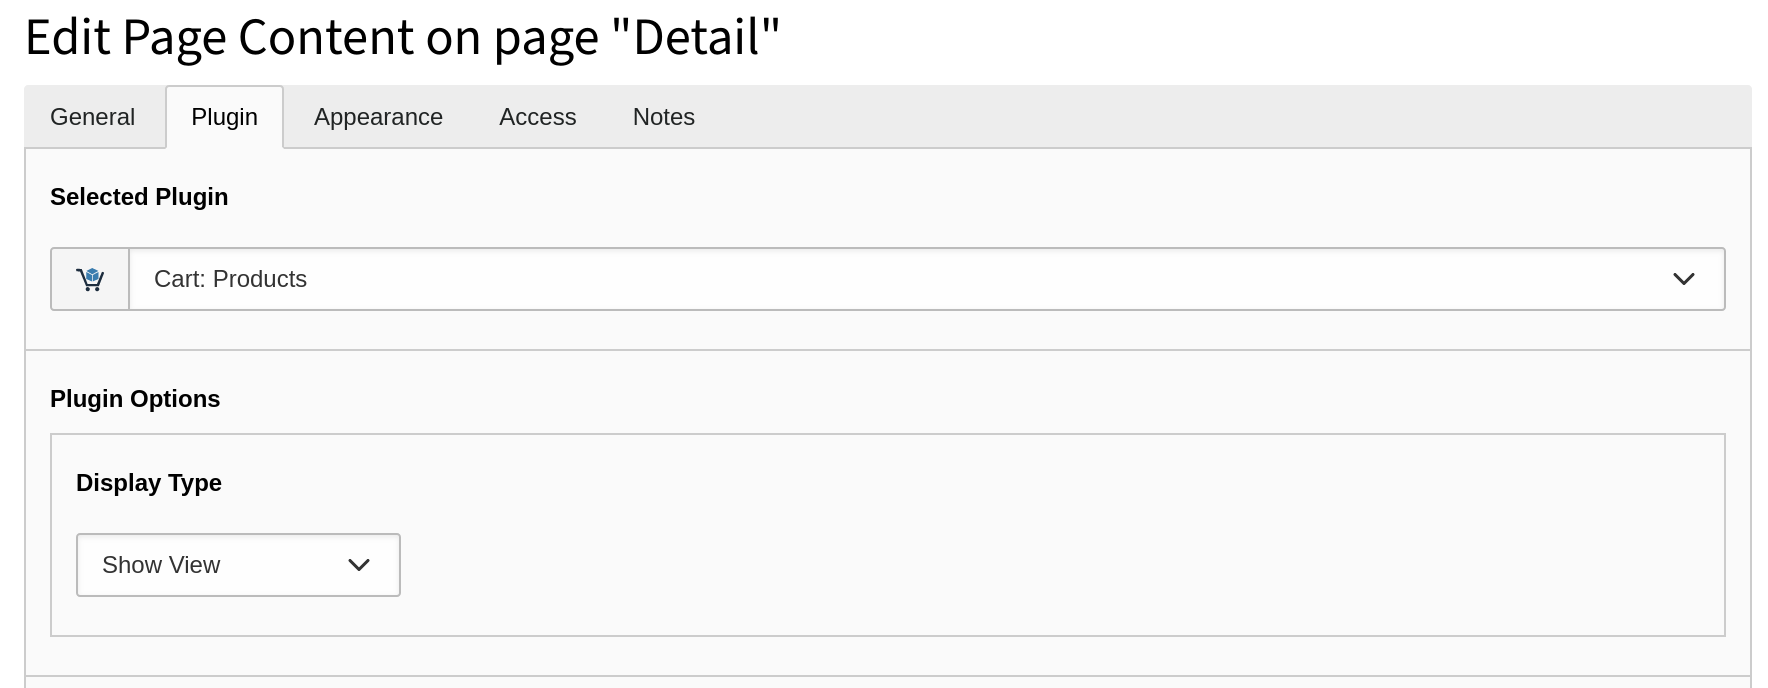 Edit Page Content on page "Detail"
General Plugin Appearance Access Notes
Selected Plugin
Cart: Products
Plugin Options
Display Type
Show View